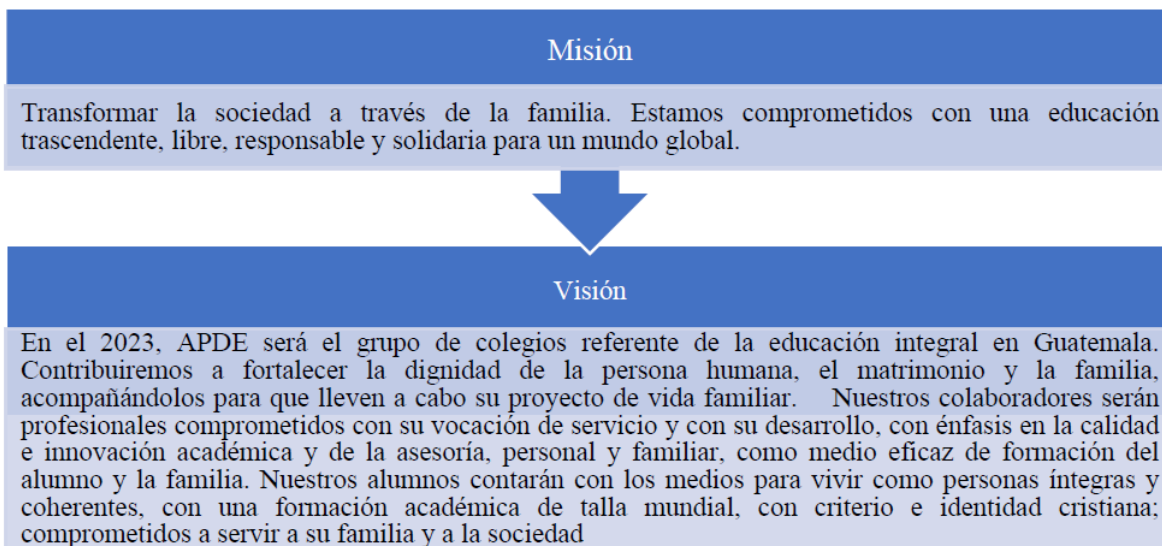 Misión
Transformar la sociedad a través de la familia. Estamos comprometidos con una educación
trascendente, libre, responsable y solidaria para un mundo global.
Visión
En el 2023, APDE será el grupo de colegios referente de la educación integral en Guatemala.
Contribuiremos a fortalecer la dignidad de la persona humana, el matrimonio y la familia,
acompañándolos para que lleven a cabo su proyecto de vida familiar. Nuestros colaboradores serán
profesionales comprometidos con su vocación de servicio y con su desarrollo, con énfasis en la calidad
e innovación académica y de la asesoría, personal y familiar, como medio eficaz de formación del
alumno y la familia. Nuestros alumnos contarán con los medios para vivir como personas íntegras y
coherentes, con una formación académica de talla mundial, con criterio e identidad cristiana;
comprometidos a servir a su familia y a la sociedad